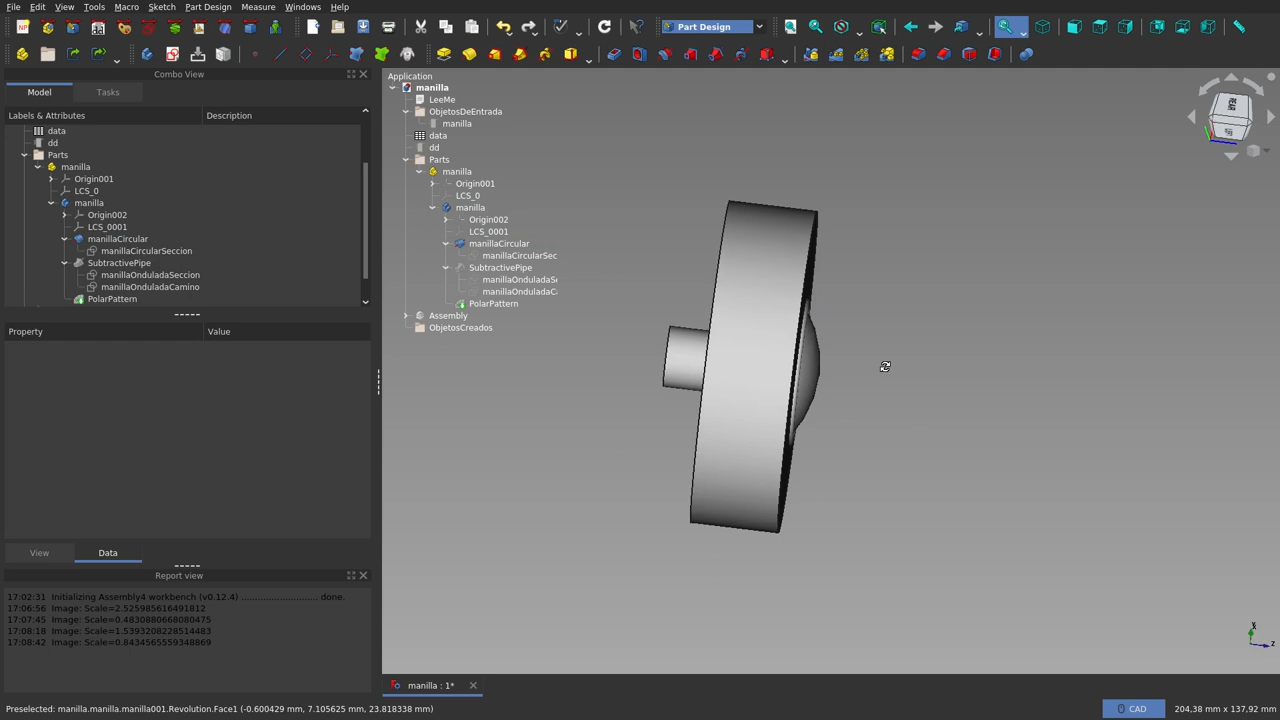 File Edit View Tools Macro Sketch Part Design Measure Windows Help
Part Design
Combo View
Model Tasks
Labels & Attributes Description
data
dd
Parts
manilla
Origin001
LCS_0
manilla
Origin002
LCS_0001
manillaCircular
manillaCircularSeccion
SubtractivePipe
manillaOnduladaSeccion
manillaOnduladaCamino
PolarPattern
Property Value
View Data
Report view
17:02:31 Initializing Assembly4 workbench (v0.12.4) ............................. done.
17:06:56 Image: Scale=2.525985616491812
17:07:45 Image: Scale=0.4830880668080475
17:08:18 Image: Scale=1.5393208228514483
17:08:42 Image: Scale=0.8434565559348869
Application
manilla
LeeMe
ObjetosDeEntrada
manilla
data
dd
Parts
manilla
Origin001
LCS_0
manilla
Origin002
LCS_0001
manillaCircular
manillaCircularSec
SubtractivePipe
manillaOnduladaSe
manillaOnduladaCa
PolarPattern
Assembly
ObjetosCreados
REAR
Z
manilla : 1*
Preselected: manilla.manilla.manilla001.Revolution.Face1 (-0.600429 mm, 7.105625 mm, 23.818338 mm)
CAD
204,38 mm x 137,92 mm